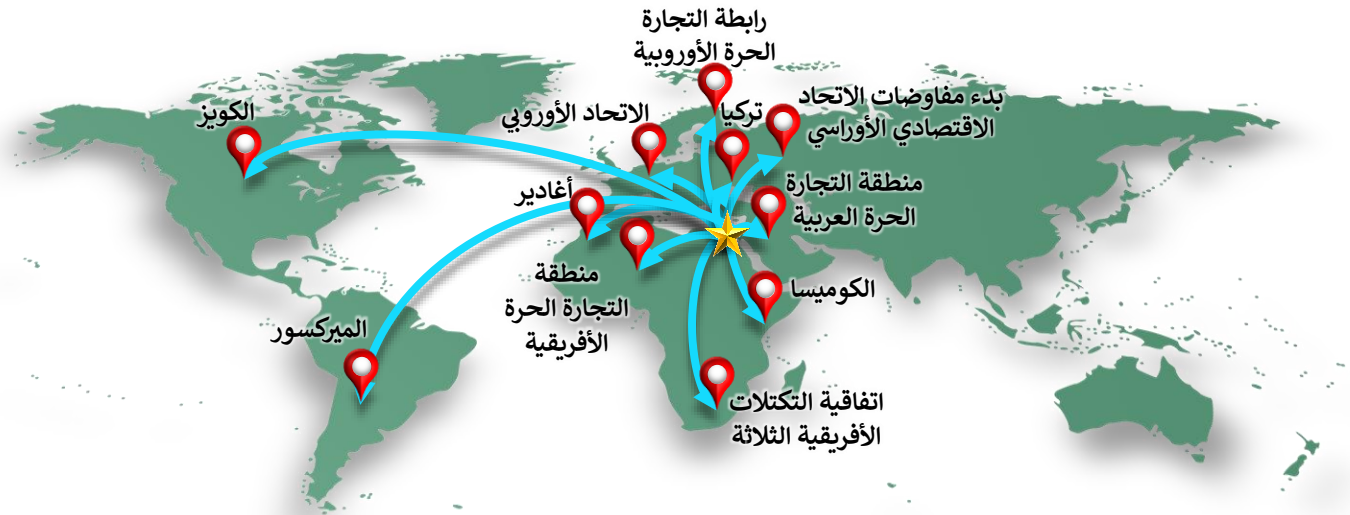 رابطة التجارة
الحرة الأوروبية
بدء مفاوضات الاتحاد
الاقتصادي الأوراسي
تركيا
الاتحاد الأوروبي
الكويز
منطقة التجارة
الحرة العربية
أغادير
الكوميسا
منطقة
التجارة الحرة
الأفريقية
الميركسور
اتفاقية التكتلات
الأفريقية الثلاثة